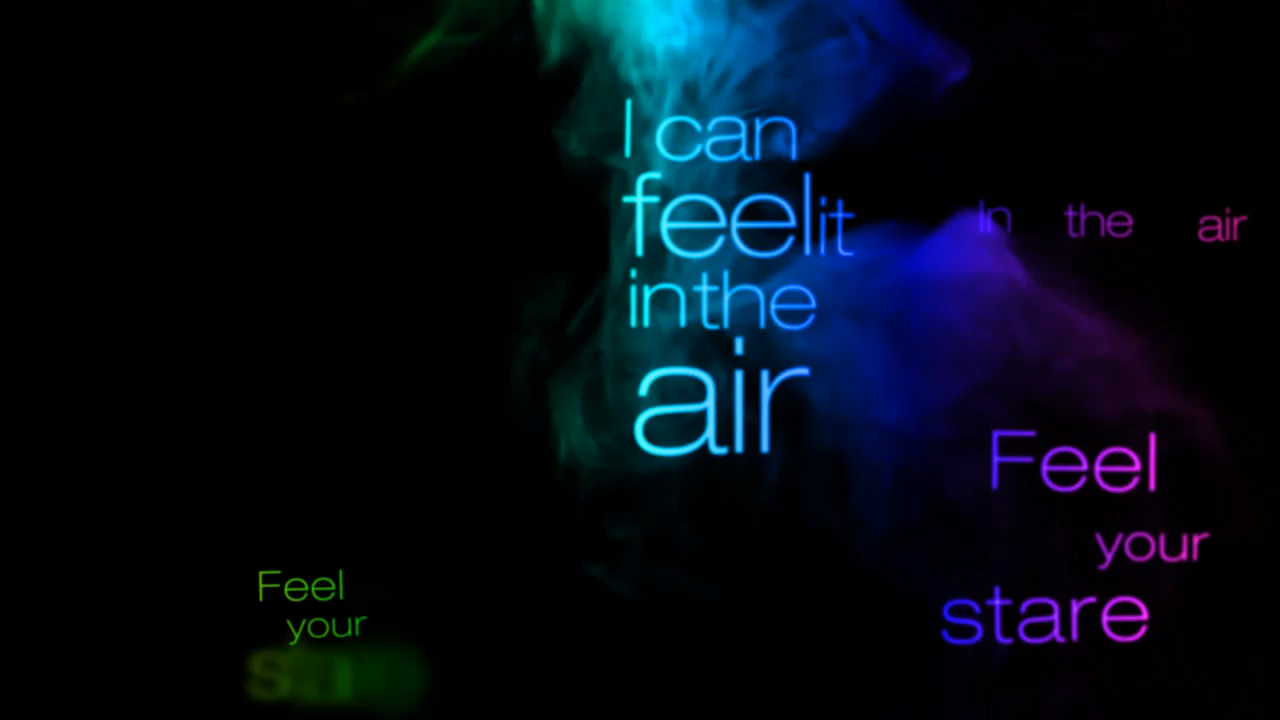 I can
feel it
in the
air
in the air
Feel
your
stare
Feel
your